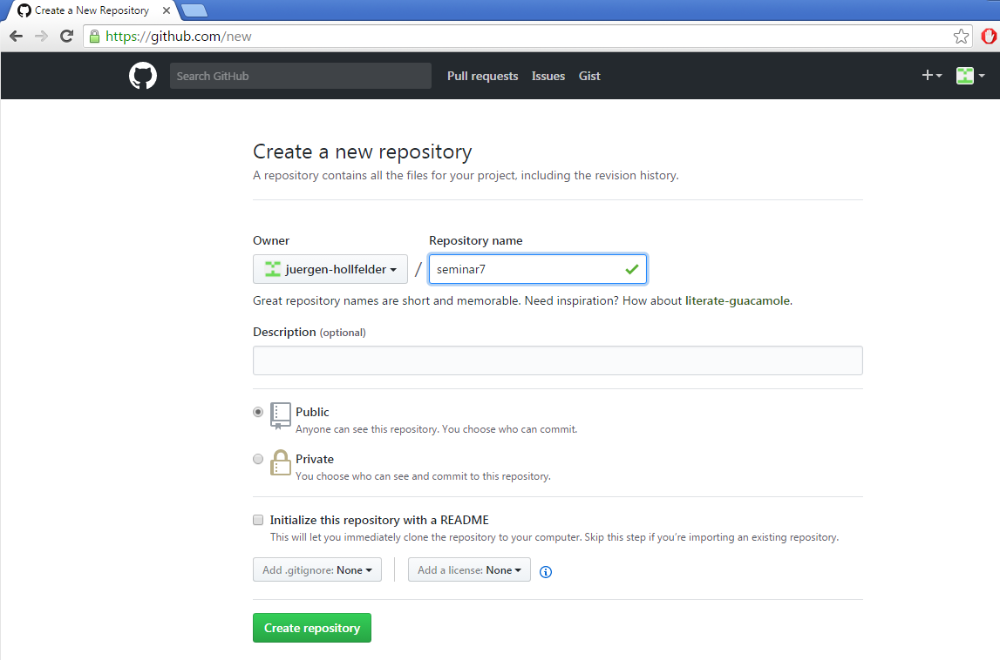 Create a New Repository
https://github.com/new
Search GitHub
Pull requests Issues Gist
Create a new repository
A repository contains all the files for your project, including the revision history.
Owner Repository name
juergen-hollfelder / seminar7
Great repository names are short and memorable. Need inspiration? How about literate-guacamole.
Description (optional)
Public
Anyone can see this repository. You choose who can commit.
Private
You choose who can see and commit to this repository.
Initialize this repository with a README
This will let you immediately clone the repository to your computer. Skip this step if you’re importing an existing repository.
Add .gitignore: None Add a license: None
Create repository